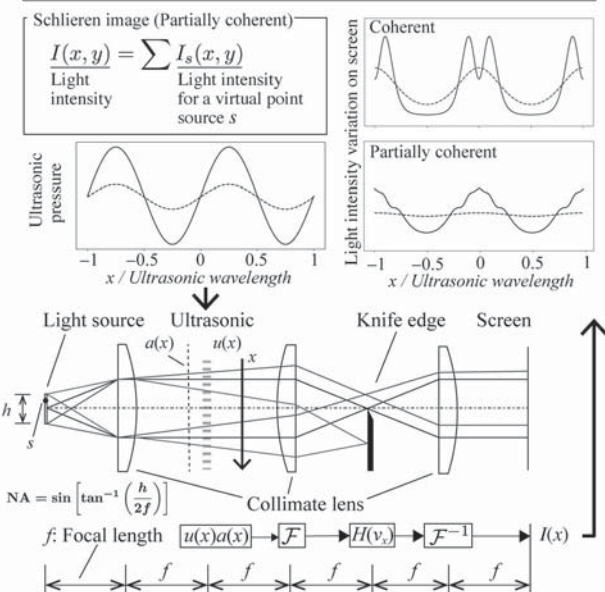 Schlieren image (Partially coherent)
I(x, y) = ∑ I_s(x, y)
Light intensity
Light intensity for a virtual point source s
Light intensity variation on screen
Coherent
Partially coherent
−1 −0.5 0 0.5 1
x / Ultrasonic wavelength
Ultrasonic pressure
−1 −0.5 0 0.5 1
x / Ultrasonic wavelength
Light source
Ultrasonic
Knife edge
Screen
a(x)
u(x)
x
h
s
NA = sin [tan⁻¹ (h/2f)]
Collimate lens
f: Focal length
u(x)a(x)
ℱ
H(ν_x)
ℱ⁻¹
I(x)
f f f f f